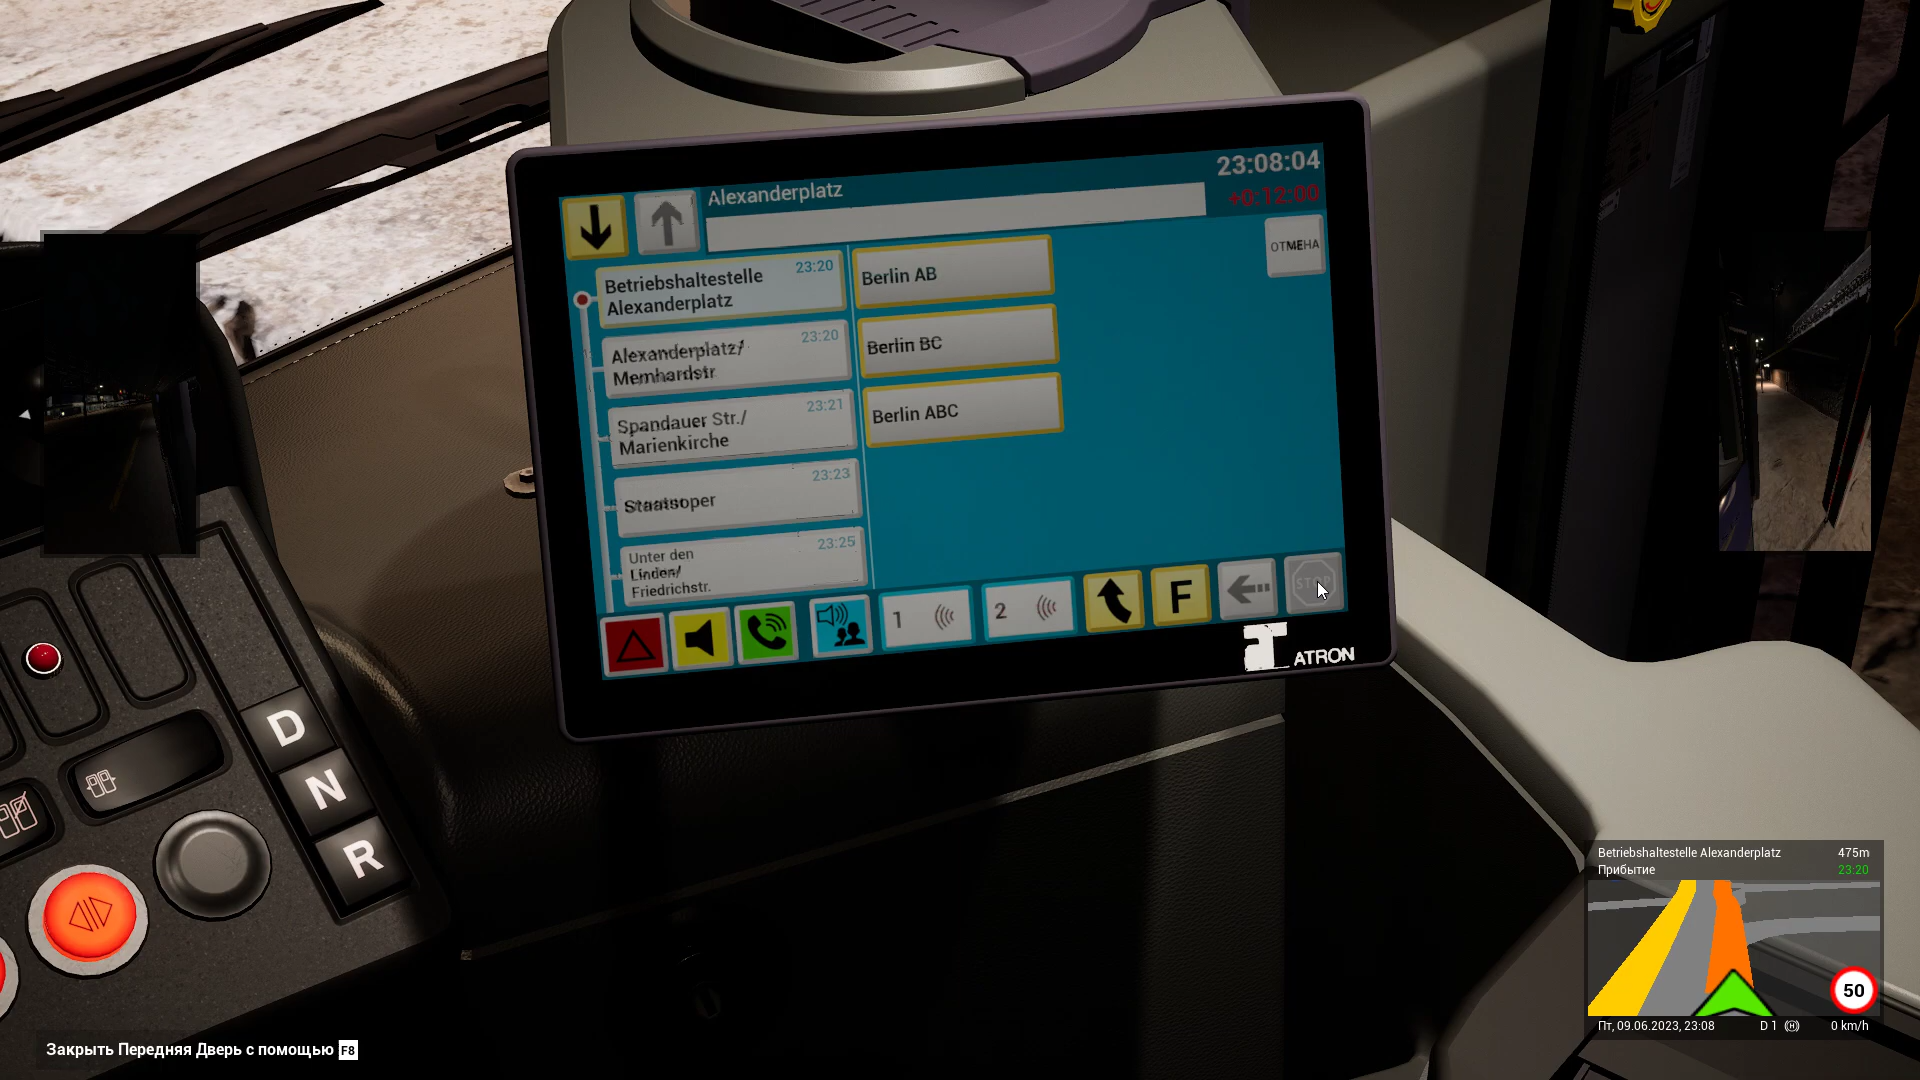 Alexanderplatz
23:08:04
+0:12:00
ОТМЕНА
23:20
Betriebshaltestelle
Alexanderplatz
23:20
Alexanderplatz/
Memhardstr
23:21
Spandauer Str./
Marienkirche
23:23
Staatsoper
23:25
Unter den
Linden/
Friedrichstr.
Berlin AB
Berlin BC
Berlin ABC
1
2
F
STOP
ATRON
D
N
R
Betriebshaltestelle Alexanderplatz 475m
Прибытие 23:20
50
Пт, 09.06.2023, 23:08 D 1 (H) 0 km/h
Закрыть Передняя Дверь с помощью F8